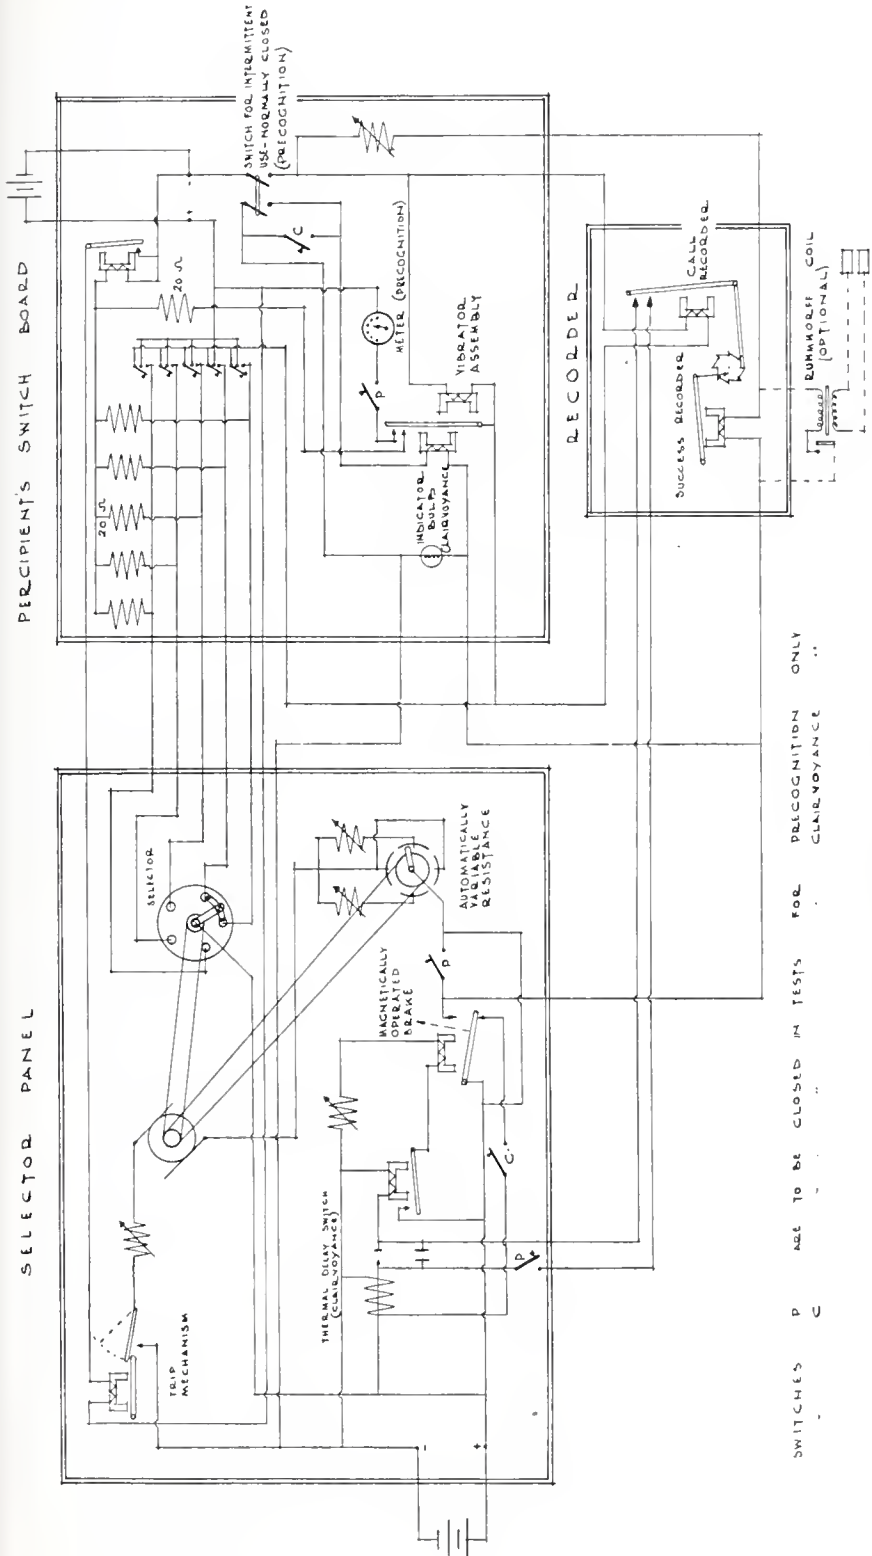 SELECTOR PANEL
TRIP
MECHANISM
SELECTOR
THERMAL DELAY SWITCH
(CLAIRVOYANCE)
MAGNETICALLY
OPERATED
BRAKE
AUTOMATICALLY
VARIABLE
RESISTANCE
P
C.
P
-
+
PERCIPIENT'S SWITCH BOARD
20 Ω
20 Ω
SWITCH FOR INTERMITTENT
USE-NORMALLY CLOSED
(PRECOGNITION)
C
P
METER (PRECOGNITION)
VIBRATOR
ASSEMBLY
INDICATOR
BULB
CLAIRVOYANCE
- +
RECORDER
CALL
RECORDER
SUCCESS RECORDER
RUHMKORFF COIL
(OPTIONAL)
SWITCHES P ARE TO BE CLOSED IN TESTS FOR PRECOGNITION ONLY
" C " " " " CLAIRVOYANCE "